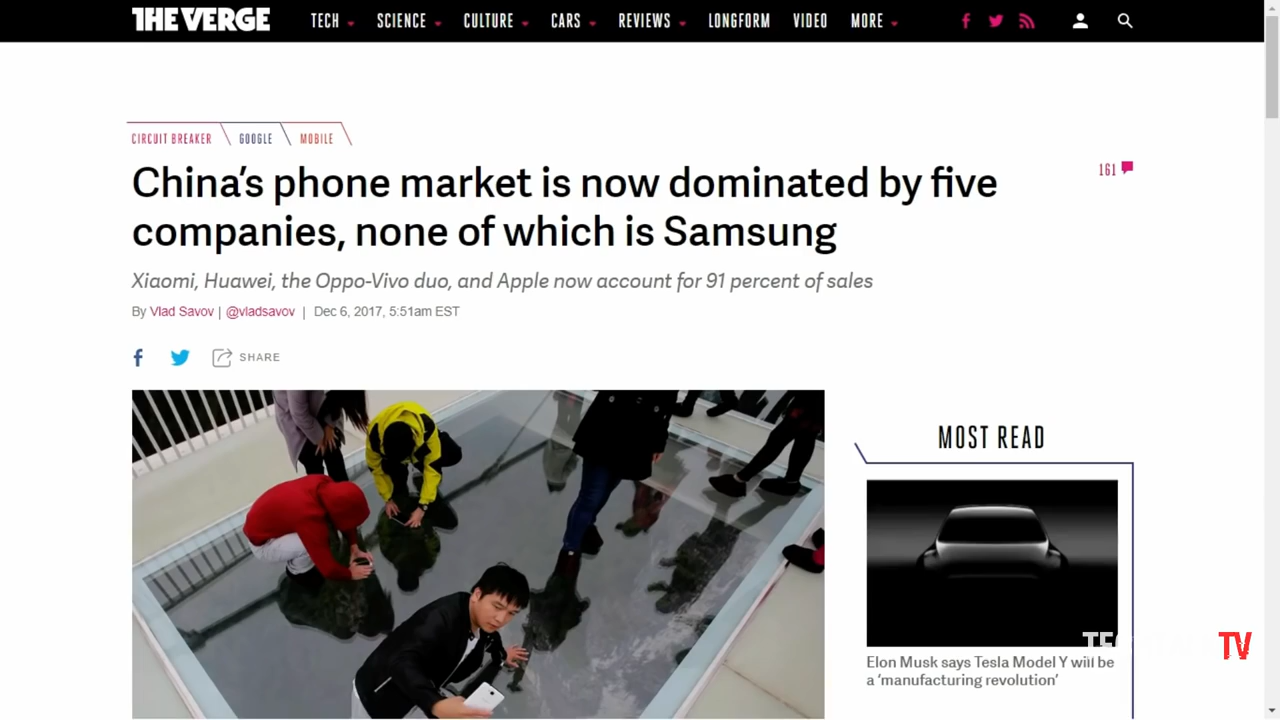 THE VERGE
TECH SCIENCE CULTURE CARS REVIEWS LONGFORM VIDEO MORE
CIRCUIT BREAKER GOOGLE MOBILE
China's phone market is now dominated by five
companies, none of which is Samsung
161
Xiaomi, Huawei, the Oppo-Vivo duo, and Apple now account for 91 percent of sales
By Vlad Savov | @vladsavov | Dec 6, 2017, 5:51am EST
SHARE
MOST READ
TV
Elon Musk says Tesla Model Y will be
a 'manufacturing revolution'